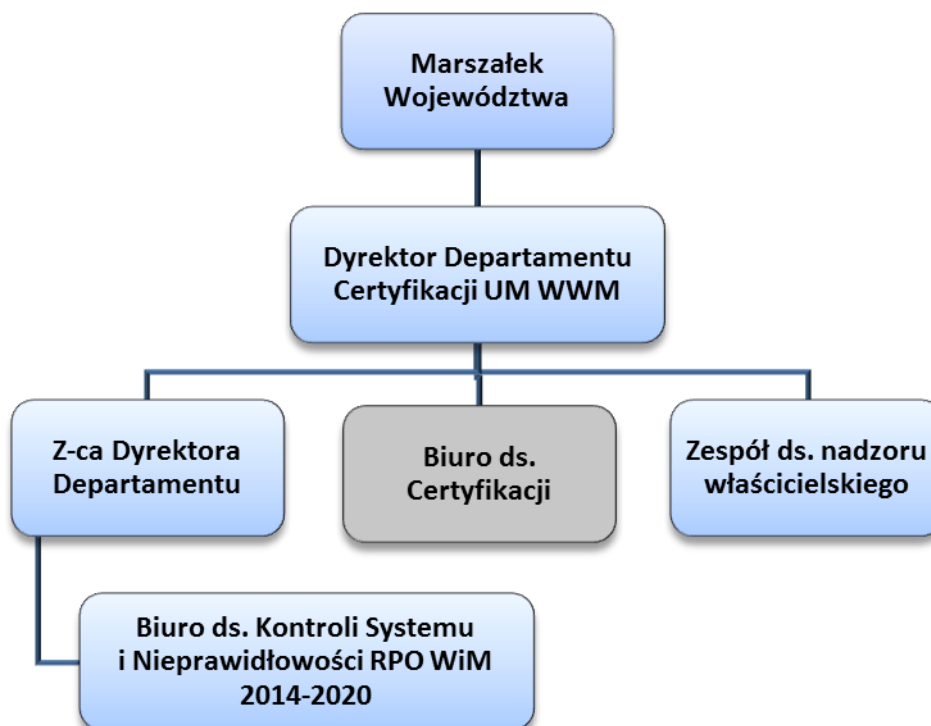 Marszałek
Województwa
Dyrektor Departamentu
Certyfikacji UM WWM
Z-ca Dyrektora
Departamentu
Biuro ds.
Certyfikacji
Zespół ds. nadzoru
właścicielskiego
Biuro ds. Kontroli Systemu
i Nieprawidłowości RPO WiM
2014-2020